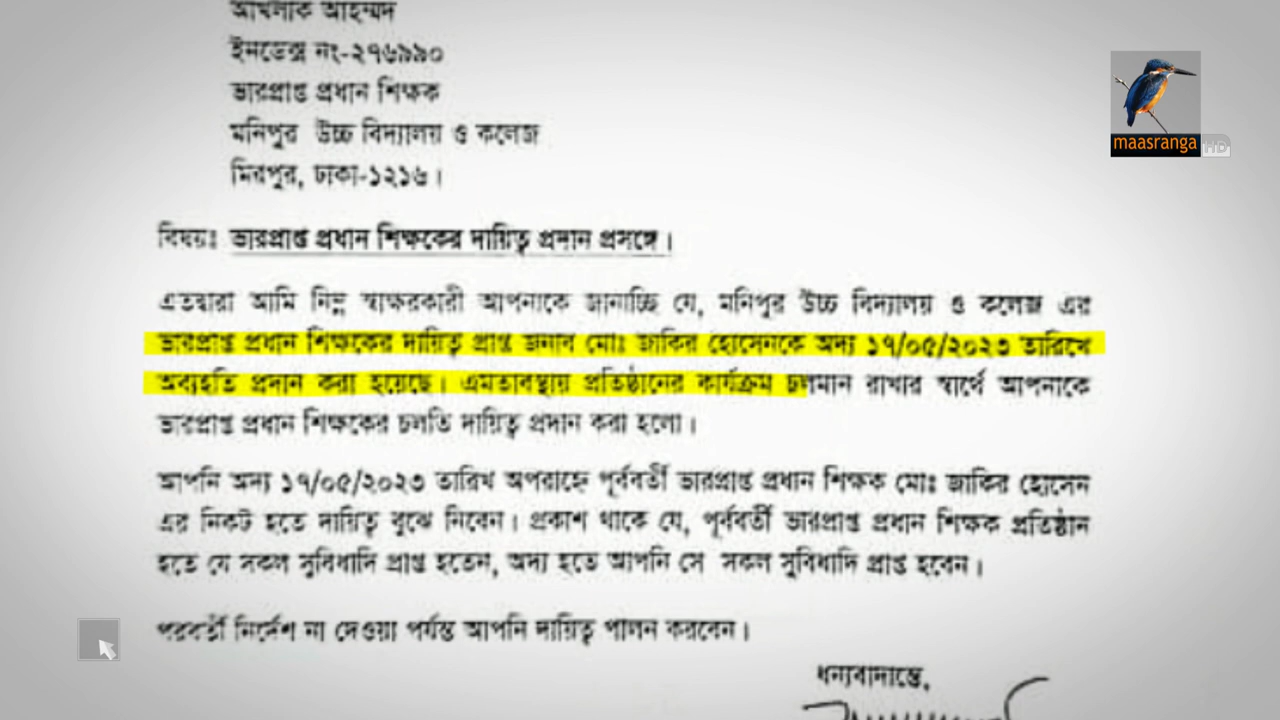 আখলাক আহম্মদ
ইনডেক্স নং-২৭৬৯৯০
ভারপ্রাপ্ত প্রধান শিক্ষক
মনিপুর উচ্চ বিদ্যালয় ও কলেজ
মিরপুর, ঢাকা-১২১৬।
maasranga HD
বিষয়ঃ ভারপ্রাপ্ত প্রধান শিক্ষকের দায়িত্ব প্রদান প্রসঙ্গে।
এতদ্বারা আমি নিম্ন স্বাক্ষরকারী আপনাকে জানাচ্ছি যে, মনিপুর উচ্চ বিদ্যালয় ও কলেজ এর
ভারপ্রাপ্ত প্রধান শিক্ষকের দায়িত্ব প্রাপ্ত জনাব মোঃ জাকির হোসেনকে অদ্য ১৭/০৫/২০২৩ তারিখে
অব্যহতি প্রদান করা হয়েছে। এমতাবস্থায় প্রতিষ্ঠানের কার্যক্রম চলমান রাখার স্বার্থে আপনাকে
ভারপ্রাপ্ত প্রধান শিক্ষকের চলতি দায়িত্ব প্রদান করা হলো।
আপনি অদ্য ১৭/০৫/২০২৩ তারিখ অপরাহ্নে পূর্ববর্তী ভারপ্রাপ্ত প্রধান শিক্ষক মোঃ জাকির হোসেন
এর নিকট হতে দায়িত্ব বুঝে নিবেন। প্রকাশ থাকে যে, পূর্ববর্তী ভারপ্রাপ্ত প্রধান শিক্ষক প্রতিষ্ঠান
হতে যে সকল সুবিধাদি প্রাপ্ত হতেন, অদ্য হতে আপনি সে সকল সুবিধাদি প্রাপ্ত হবেন।
পরবর্তী নির্দেশ না দেওয়া পর্যন্ত আপনি দায়িত্ব পালন করবেন।
ধন্যবাদান্তে,